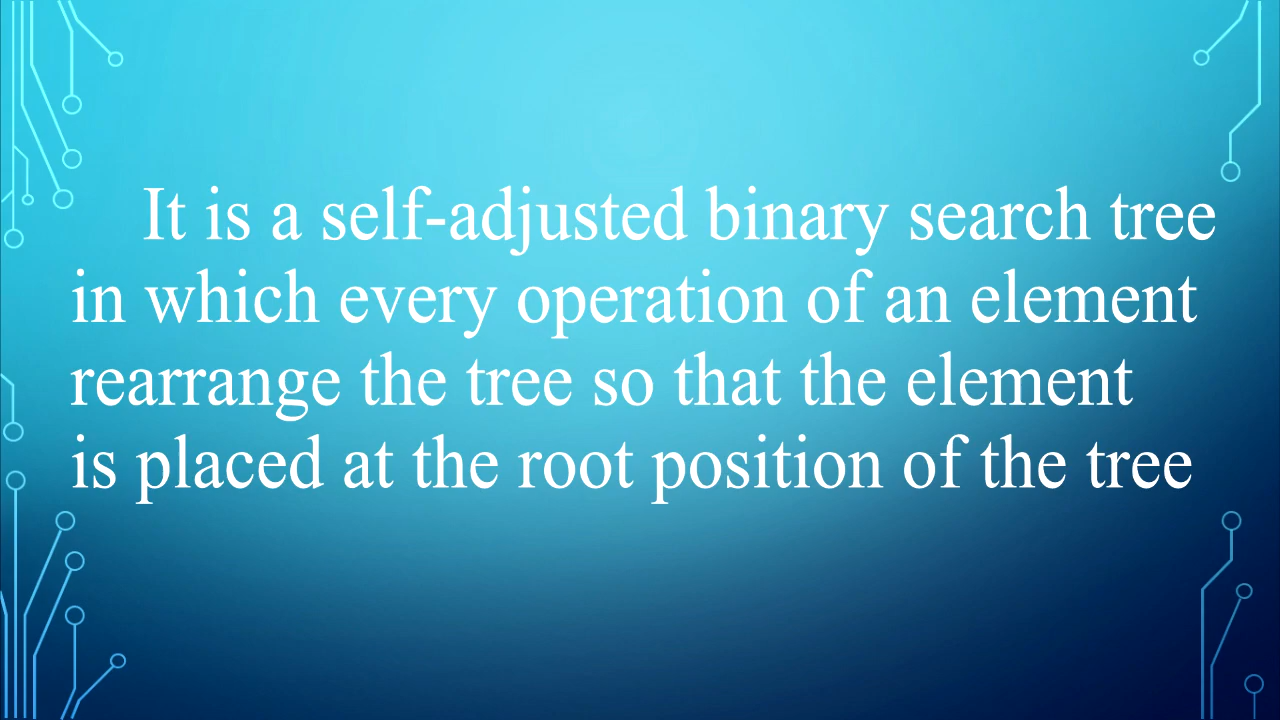 It is a self-adjusted binary search tree
in which every operation of an element
rearrange the tree so that the element
is placed at the root position of the tree